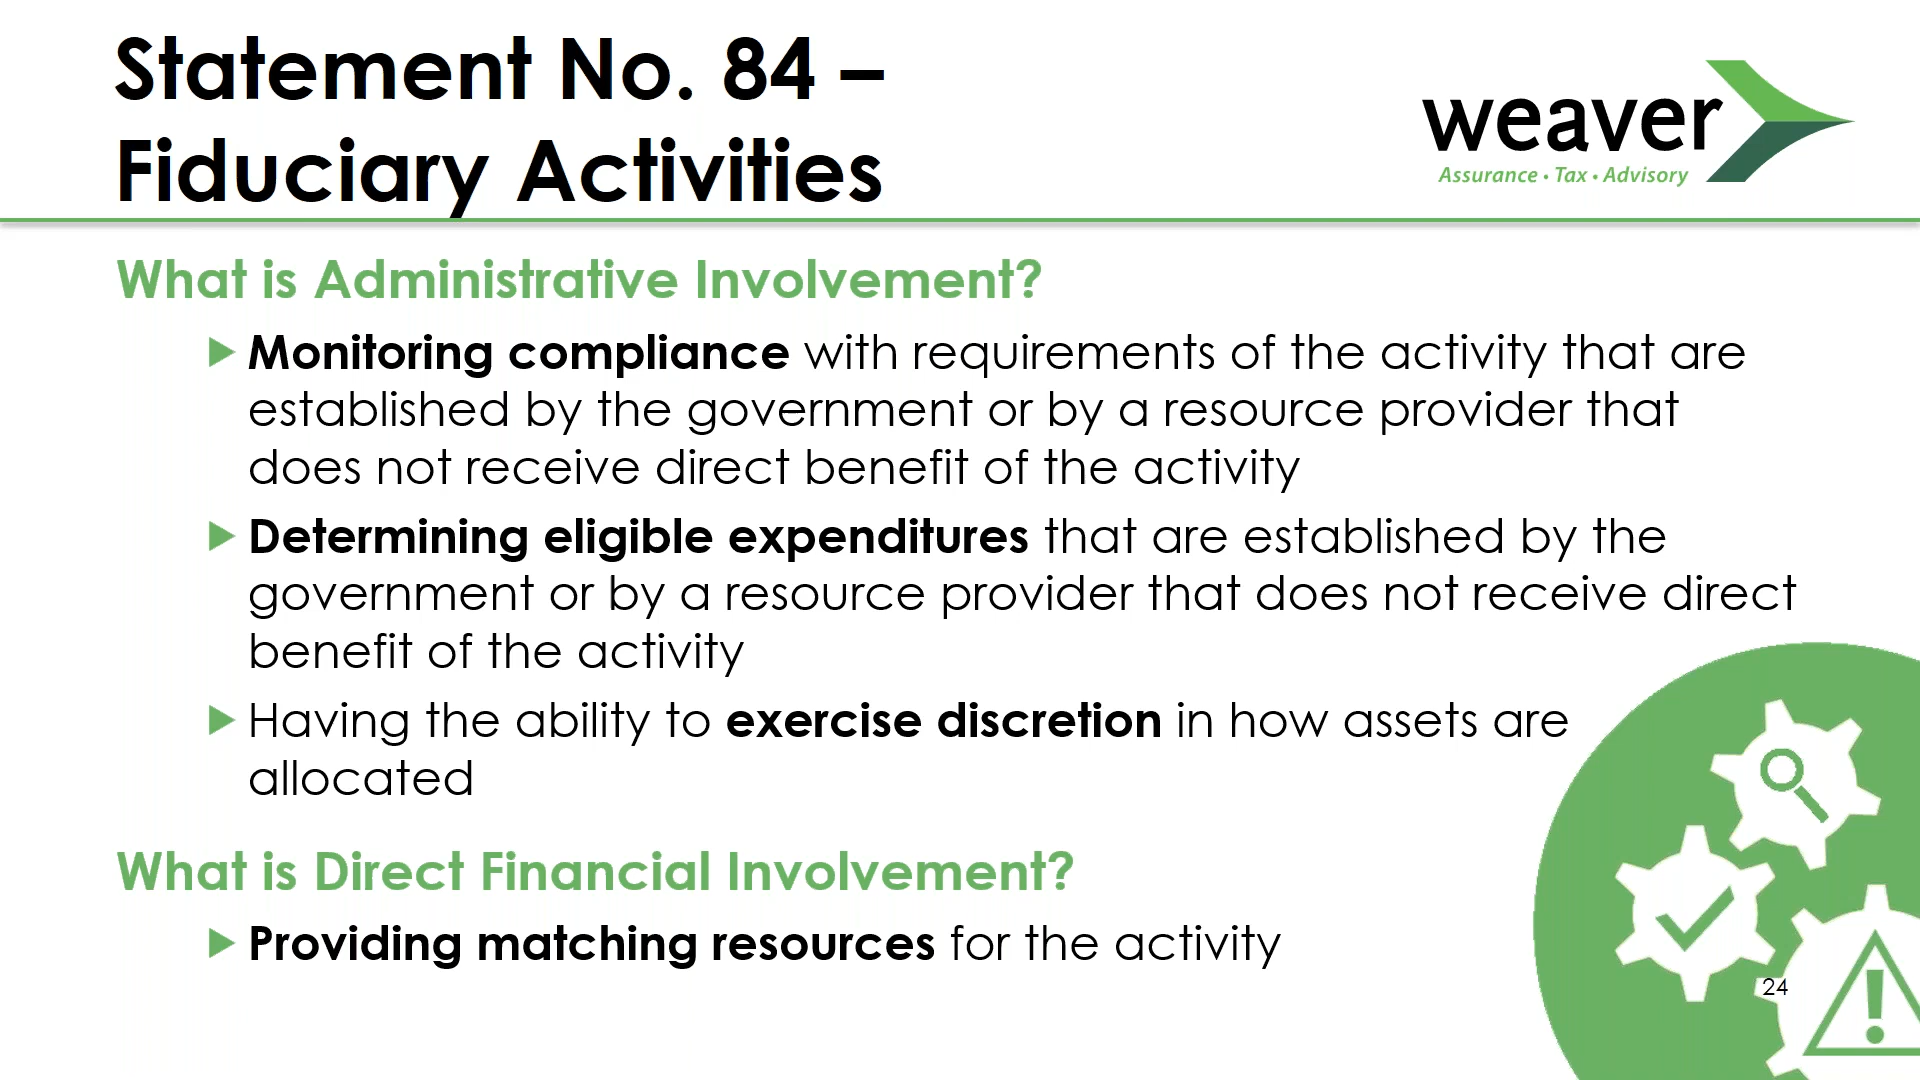 Statement No. 84 –
Fiduciary Activities
weaver
Assurance • Tax • Advisory
What is Administrative Involvement?
Monitoring compliance with requirements of the activity that are
established by the government or by a resource provider that
does not receive direct benefit of the activity
Determining eligible expenditures that are established by the
government or by a resource provider that does not receive direct
benefit of the activity
Having the ability to exercise discretion in how assets are
allocated
What is Direct Financial Involvement?
Providing matching resources for the activity
24